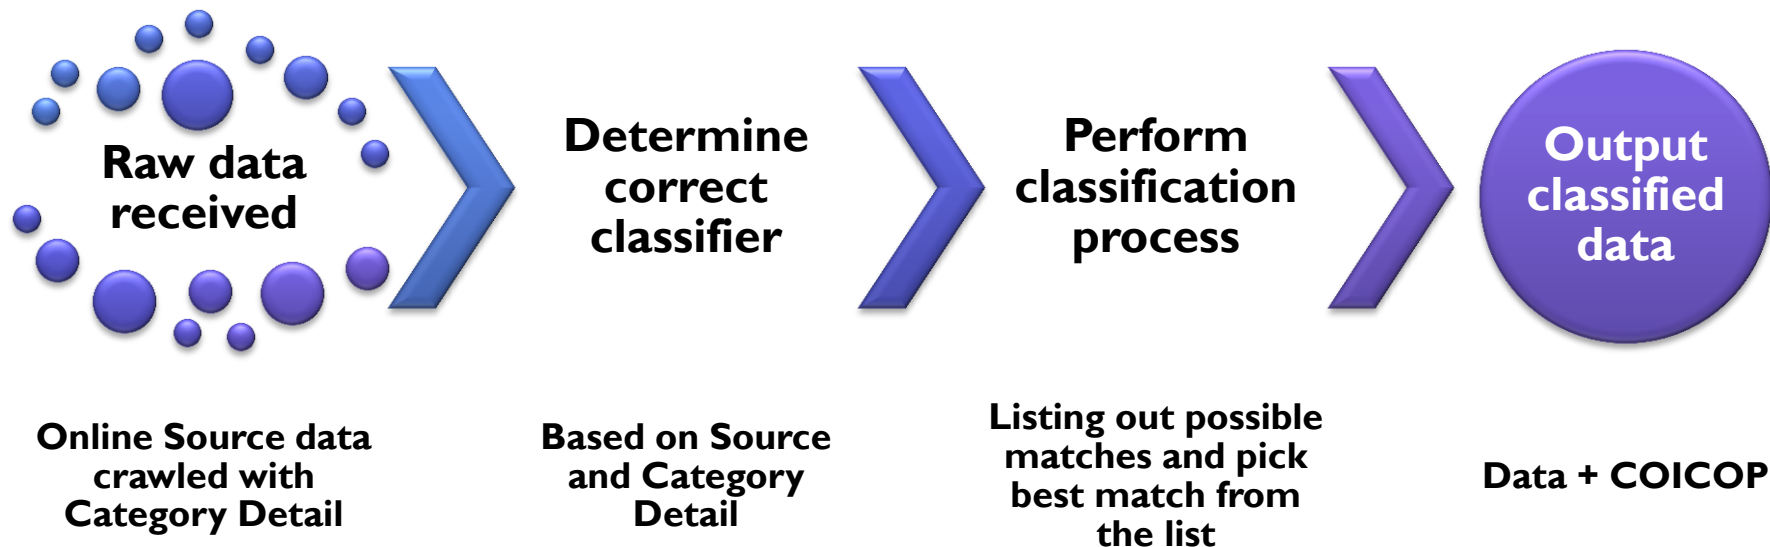 Raw data
received
Determine
correct
classifier
Perform
classification
process
Output
classified
data
Online Source data
crawled with
Category Detail
Based on Source
and Category
Detail
Listing out possible
matches and pick
best match from
the list
Data + COICOP